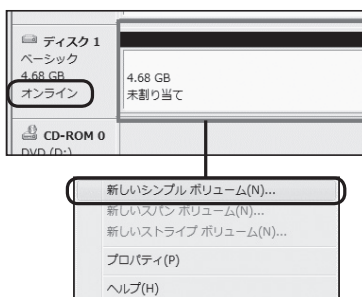 ディスク 1
ベーシック
4.68 GB
オンライン
4.68 GB
未割り当て
CD-ROM 0
DVD (D:)
新しいシンプル ボリューム(N)...
新しいスパン ボリューム(N)...
新しいストライプ ボリューム(N)...
プロパティ(P)
ヘルプ(H)